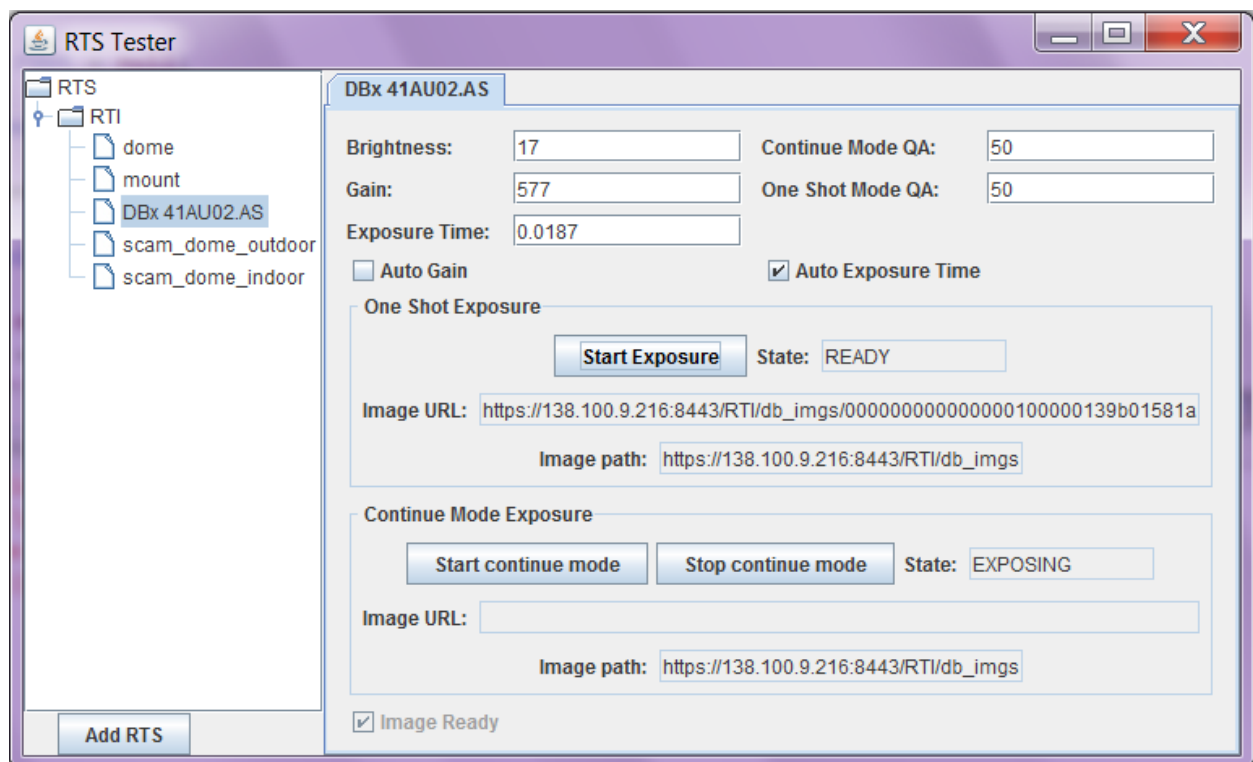 RTS Tester
RTS
RTI
dome
mount
DBx 41AU02.AS
scam_dome_outdoor
scam_dome_indoor
Add RTS
DBx 41AU02.AS
Brightness: 17 Continue Mode QA: 50
Gain: 577 One Shot Mode QA: 50
Exposure Time: 0.0187
Auto Gain Auto Exposure Time
One Shot Exposure
Start Exposure State: READY
Image URL: https://138.100.9.216:8443/RTI/db_imgs/000000000000000100000139b01581a
Image path: https://138.100.9.216:8443/RTI/db_imgs
Continue Mode Exposure
Start continue mode Stop continue mode State: EXPOSING
Image URL:
Image path: https://138.100.9.216:8443/RTI/db_imgs
Image Ready